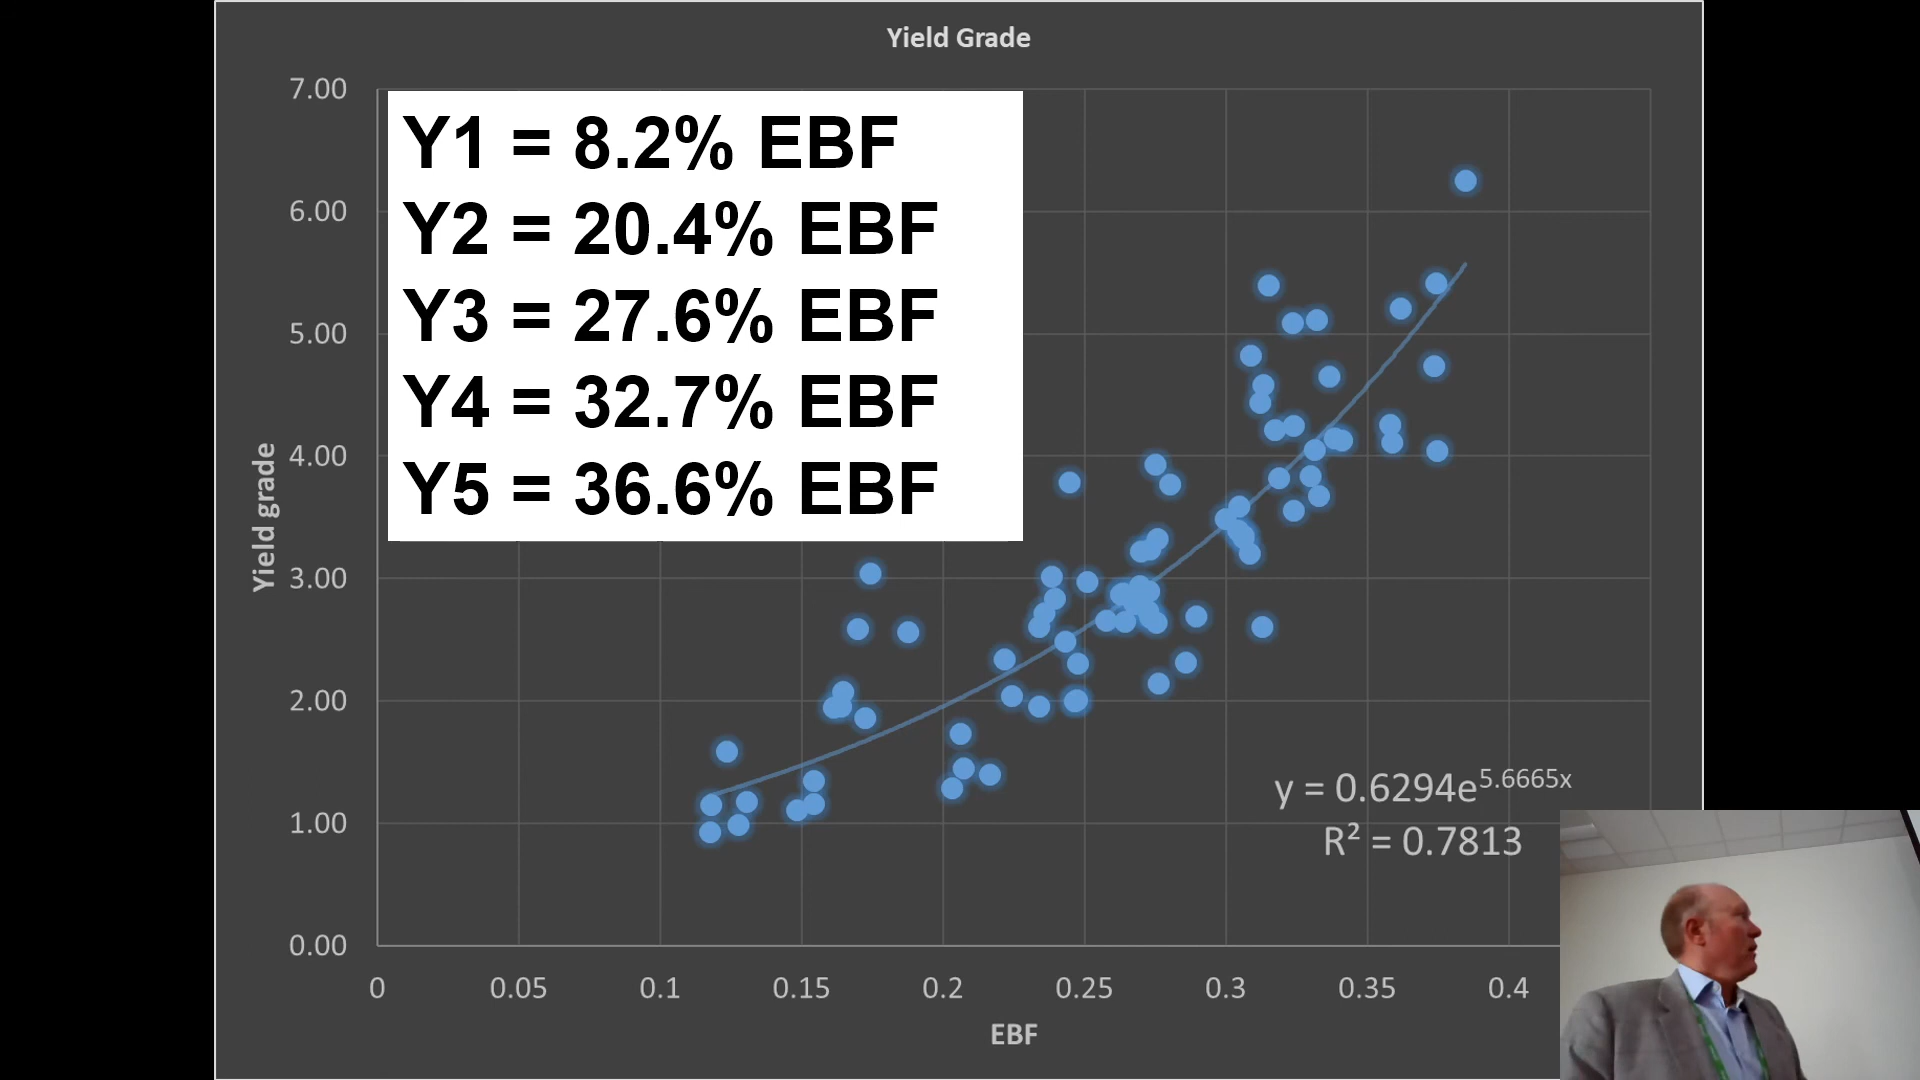 Yield Grade
7.00
6.00
5.00
4.00
3.00
2.00
1.00
0.00
Yield grade
Y1 = 8.2% EBF
Y2 = 20.4% EBF
Y3 = 27.6% EBF
Y4 = 32.7% EBF
Y5 = 36.6% EBF
y = 0.6294e^5.6665x
R² = 0.7813
0 0.05 0.1 0.15 0.2 0.25 0.3 0.35 0.4
EBF